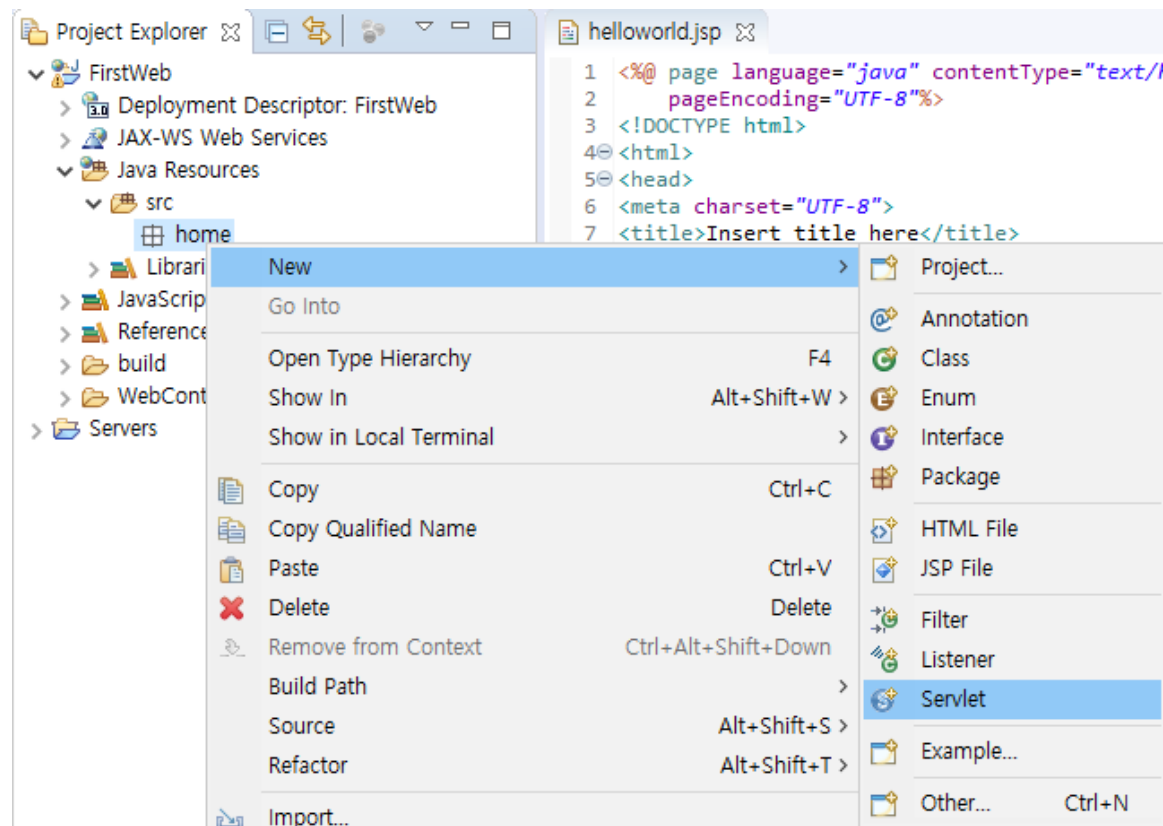 Project Explorer
FirstWeb
3.0 Deployment Descriptor: FirstWeb
JAX-WS Web Services
Java Resources
src
home
Librari
JavaScrip
Reference
build
WebCont
Servers
helloworld.jsp
1 <%@ page language="java" contentType="text/h
2 pageEncoding="UTF-8"%>
3 <!DOCTYPE html>
4 <html>
5 <head>
6 <meta charset="UTF-8">
7 <title>Insert title here</title>
New
Go Into
Open Type Hierarchy F4
Show In Alt+Shift+W >
Show in Local Terminal >
Copy Ctrl+C
Copy Qualified Name
Paste Ctrl+V
Delete Delete
Remove from Context Ctrl+Alt+Shift+Down
Build Path >
Source Alt+Shift+S >
Refactor Alt+Shift+T >
Import...
Project...
Annotation
Class
Enum
Interface
Package
HTML File
JSP File
Filter
Listener
Servlet
Example...
Other... Ctrl+N